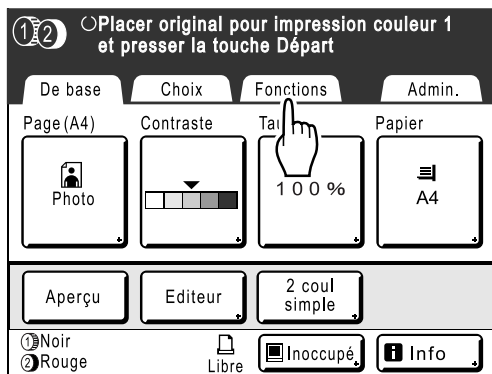 ①② Placer original pour impression couleur 1
et presser la touche Départ
De base Choix Fonctions Admin.
Page(A4) Contraste Tau Papier
Photo 100% A4
Aperçu Editeur 2 coul
simple
①Noir
②Rouge Libre Inoccupé Info